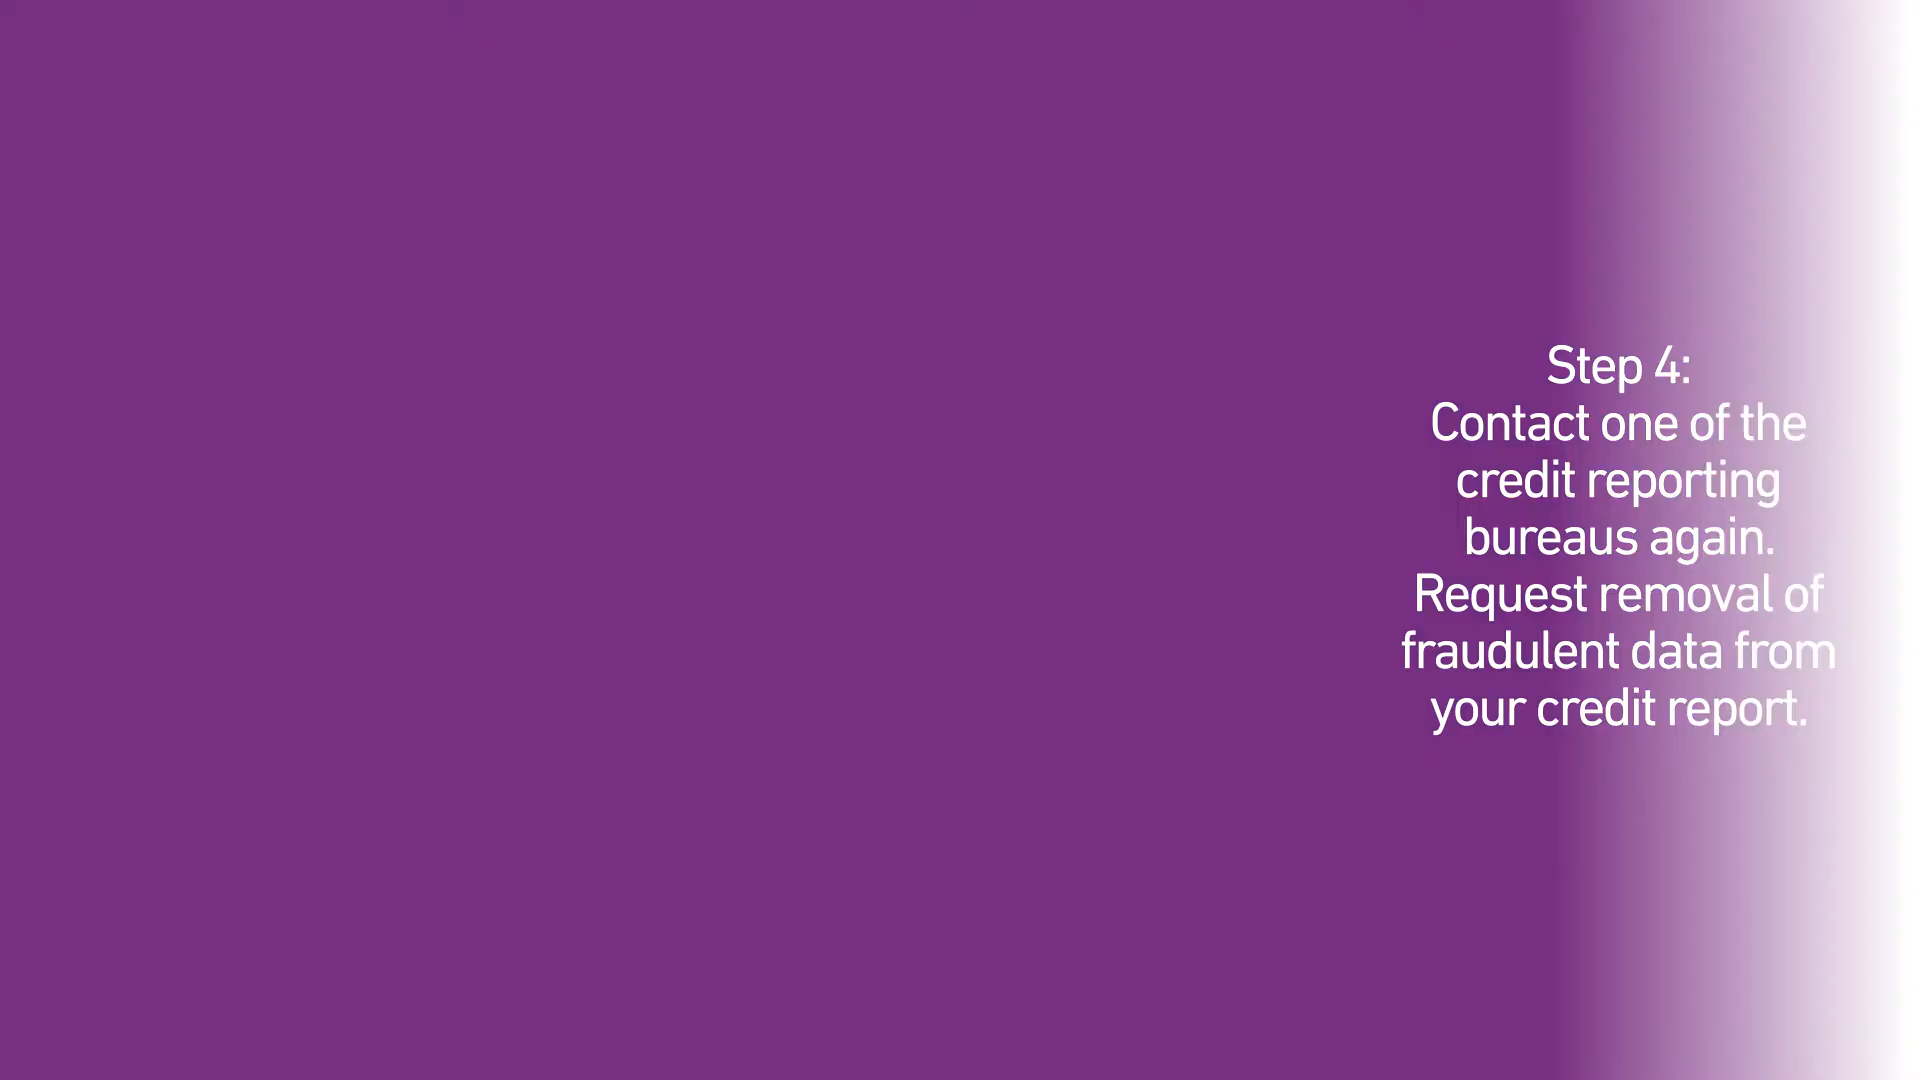 Step 4:
Contact one of the
credit reporting
bureaus again.
Request removal of
fraudulent data from
your credit report.